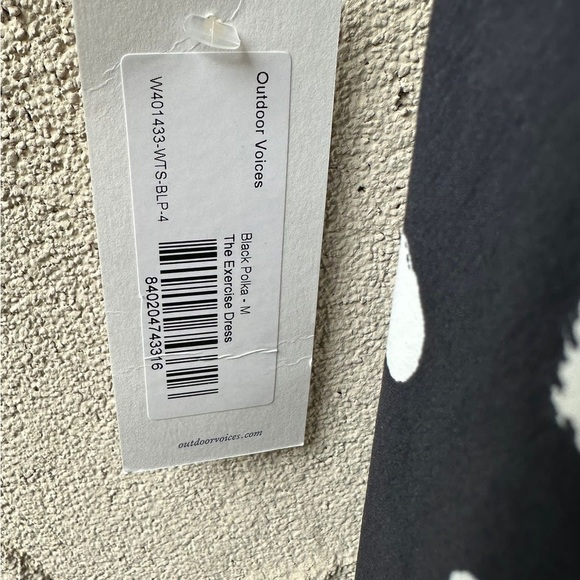 Outdoor Voices
Black Polka - M
The Exercise Dress
840204743316
W401433-WTS-BLP-4
outdoorvoices.com